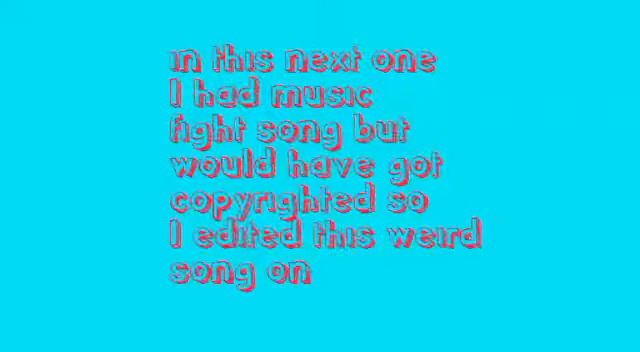 in this next one
I had music
fight song but
would have got
copyrighted so
I edited this weird
song on